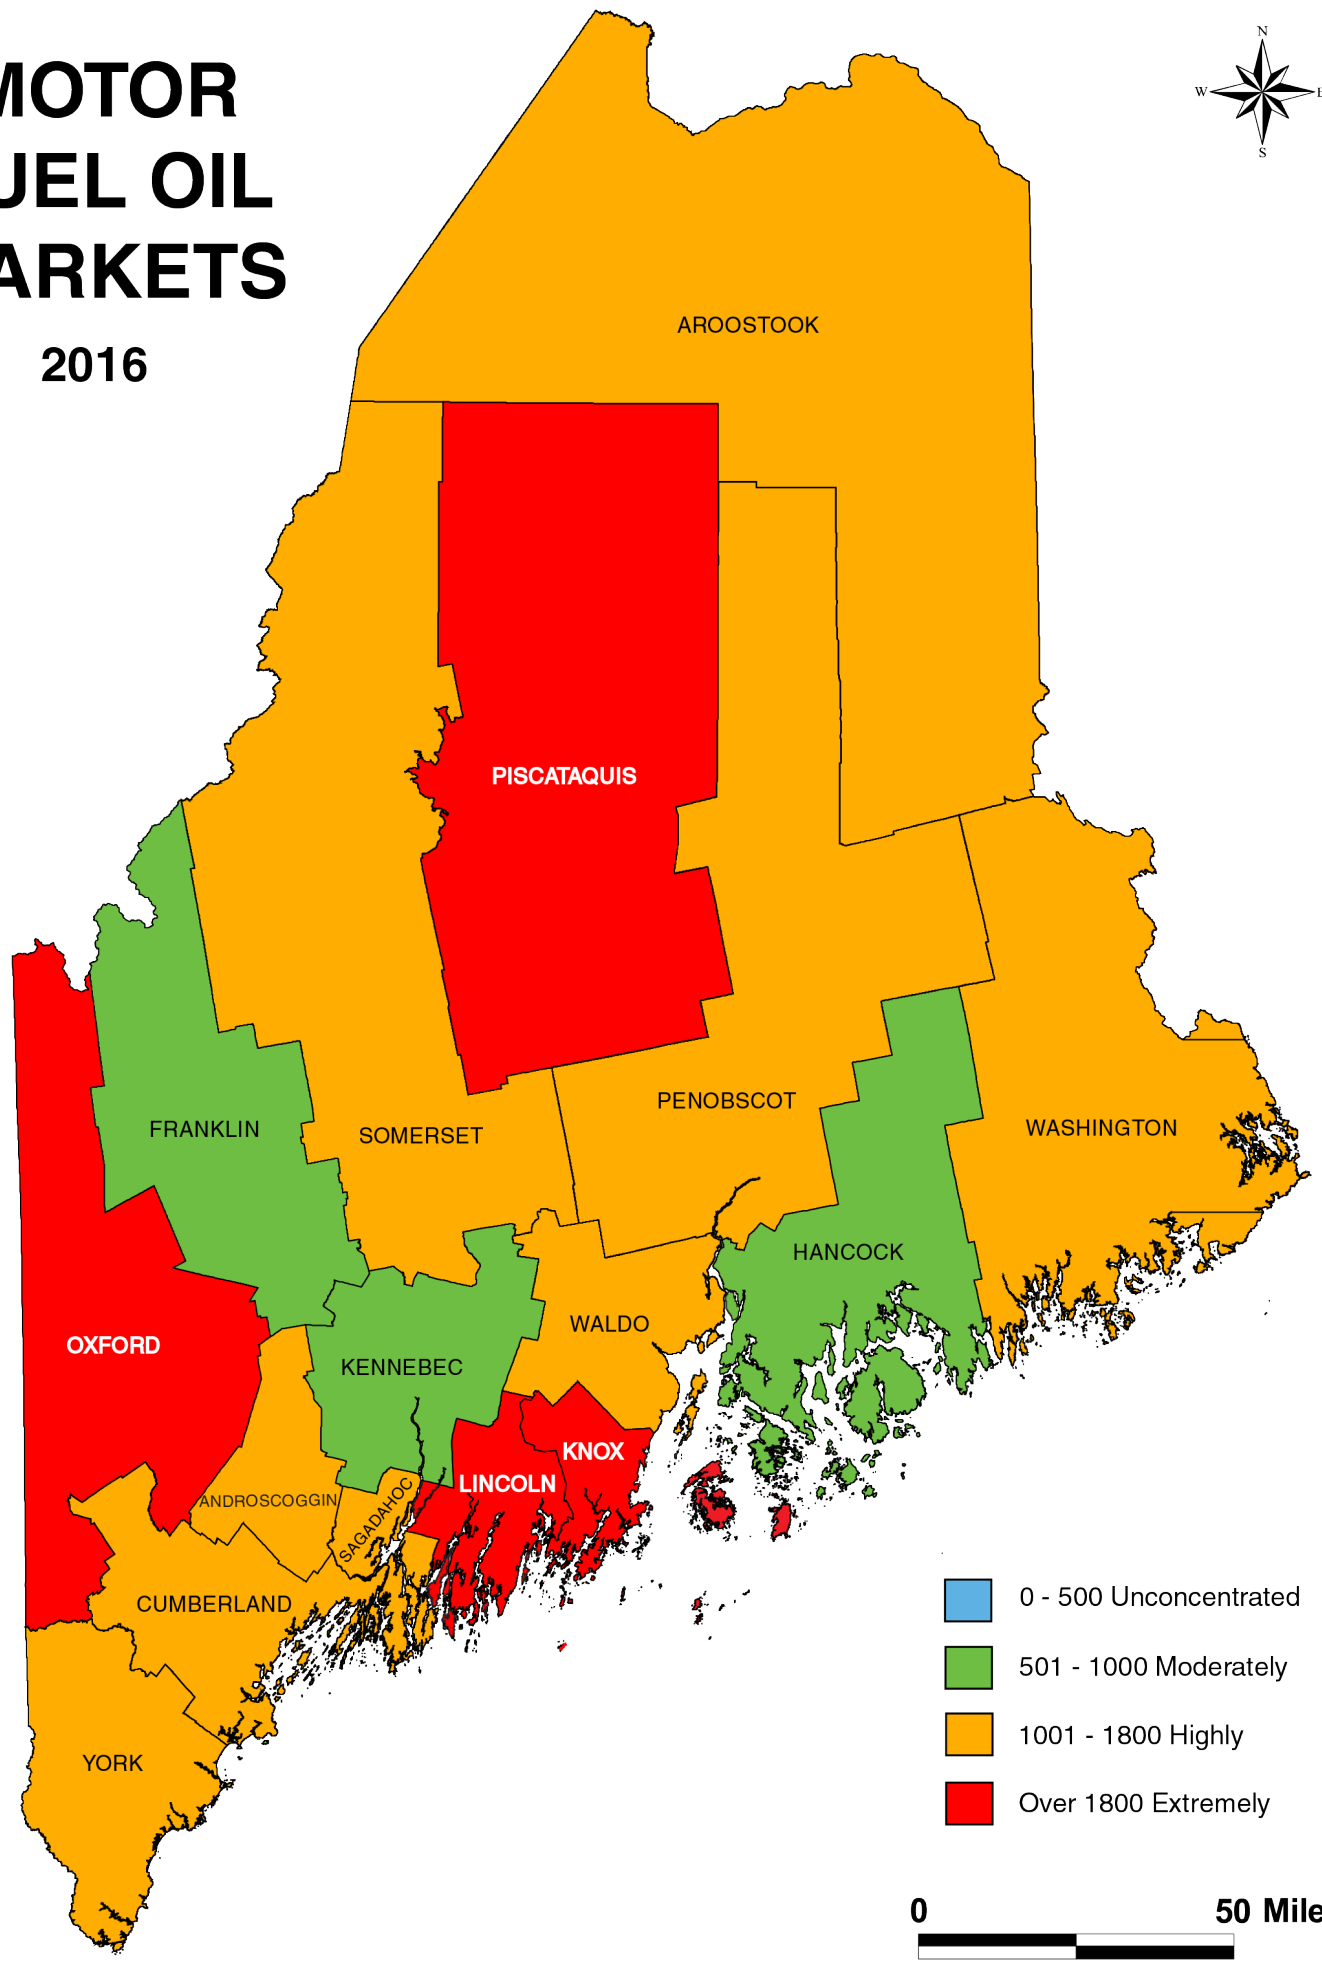 MOTOR
UEL OIL
ARKETS
2016
N
W
E
S
AROOSTOOK
PISCATAQUIS
PENOBSCOT
FRANKLIN
SOMERSET
WASHINGTON
HANCOCK
WALDO
OXFORD
KENNEBEC
KNOX
LINCOLN
ANDROSCOGGIN
SAGADAHOC
CUMBERLAND
YORK
0 - 500 Unconcentrated
501 - 1000 Moderately
1001 - 1800 Highly
Over 1800 Extremely
0 50 Mile